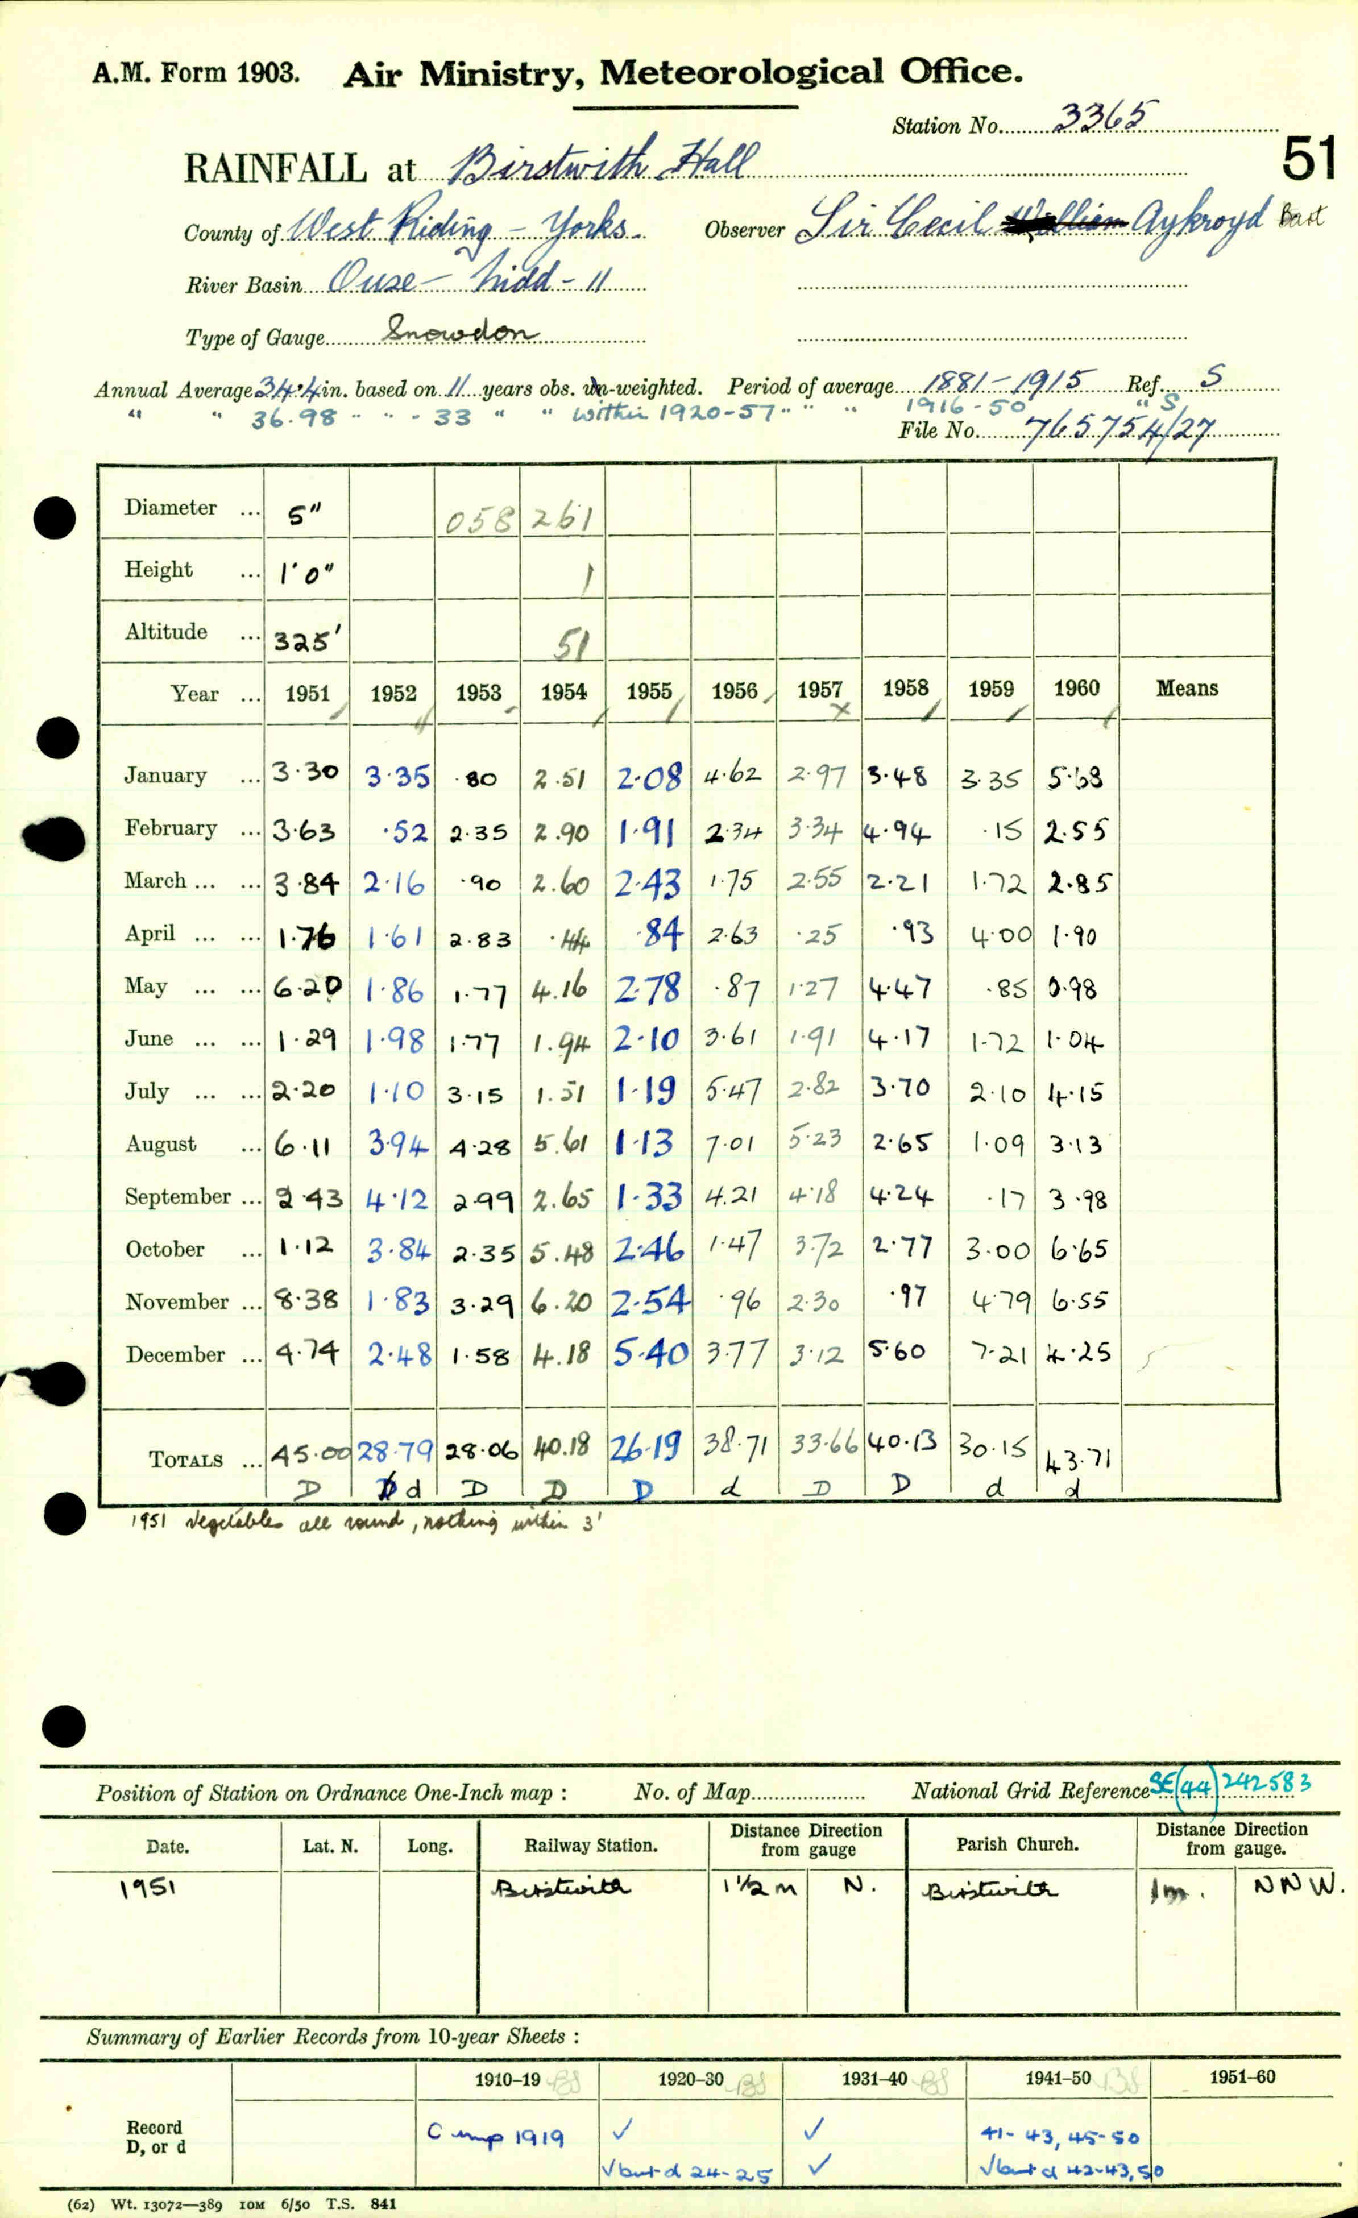 A.M. Form 1903. Air Ministry, Meteorological Office.
Station No. 3365
51
RAINFALL at Birstwith Hall
County of West Riding - Yorks. Observer Sir Cecil Aykroyd Bart
River Basin Ouse - Nidd - 11
Type of Gauge Snowdon
Annual Average 34.4 in. based on 11 years obs. un-weighted. Period of average 1881-1915 Ref. S
" " 36.98 " " - 33 " " within 1920-57 " " " 1916-50 " S
File No. 765754/27
Diameter ... 5" 058 261
Height ... 1'0" 1
Altitude ... 325' 51
Year ... 1951 1952 1953 1954 1955 1956 1957 1958 1959 1960 Means
January ... 3.30 3.35 .80 2.51 2.08 4.62 2.97 3.48 3.35 5.68
February ... 3.63 .52 2.35 2.90 1.91 2.34 3.34 4.94 .15 2.55
March ... ... 3.84 2.16 .90 2.60 2.43 1.75 2.55 2.21 1.72 2.85
April ... ... 1.76 1.61 2.83 .44 .84 2.63 .25 .93 4.00 1.90
May ... ... 6.20 1.86 1.77 4.16 2.78 .87 1.27 4.47 .85 0.98
June ... ... 1.29 1.98 1.77 1.94 2.10 3.61 1.91 4.17 1.72 1.04
July ... ... 2.20 1.10 3.15 1.51 1.19 5.47 2.82 3.70 2.10 4.15
August ... 6.11 3.94 4.28 5.61 1.13 7.01 5.23 2.65 1.09 3.13
September ... 2.43 4.12 2.99 2.65 1.33 4.21 4.18 4.24 .17 3.98
October ... 1.12 3.84 2.35 5.48 2.46 1.47 3.72 2.77 3.00 6.65
November ... 8.38 1.83 3.29 6.20 2.54 .96 2.30 .97 4.79 6.55
December ... 4.74 2.48 1.58 4.18 5.40 3.77 3.12 5.60 7.21 4.25
TOTALS ... 45.00 28.79 28.06 40.18 26.19 38.71 33.66 40.13 30.15 43.71
D D d D D D d D D d d
1951 Vegetables all round, nothing within 3'
Position of Station on Ordnance One-Inch map : No. of Map National Grid Reference SE(44) 242583
Date. Lat. N. Long. Railway Station. Distance Direction from gauge Parish Church. Distance Direction from gauge.
1951 Birstwith 1½ m N. Birstwith 1m. NNW.
Summary of Earlier Records from 10-year Sheets :
1910-19 BS 1920-30 BS 1931-40 BS 1941-50 BS 1951-60
Record C imp 1919 ✓ ✓ 41-43, 45-50
D, or d √ but d 24-25 ✓ √ but d 42-43, 50
(62) Wt. 13072—389 10M 6/50 T.S. 841